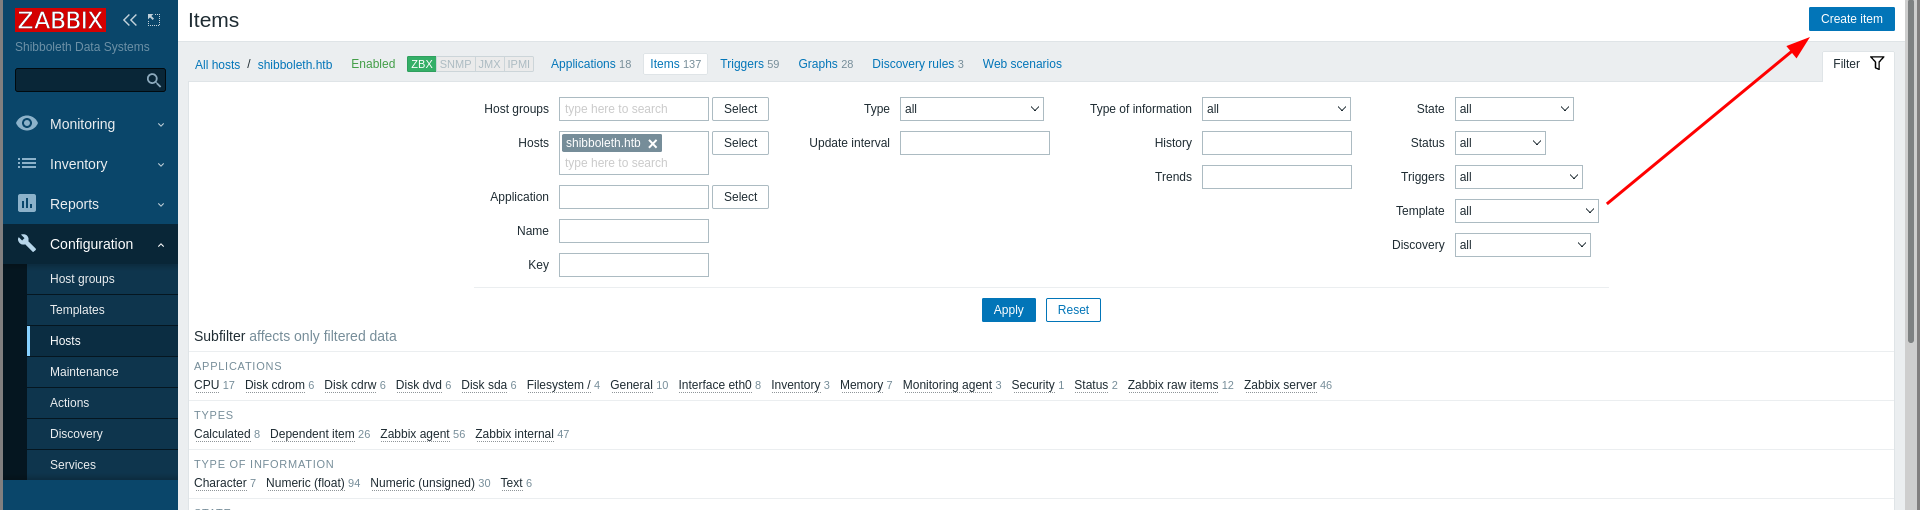 ZABBIX
Items
Create item
Shibboleth Data Systems
All hosts / shibboleth.htb Enabled ZBX SNMP JMX IPMI Applications 18 Items 137 Triggers 59 Graphs 28 Discovery rules 3 Web scenarios
Filter
Monitoring
Inventory
Reports
Configuration
Host groups
Templates
Hosts
Maintenance
Actions
Discovery
Services
Host groups type here to search Select
Hosts shibboleth.htb Select
type here to search
Application Select
Name
Key
Type all
Update interval
Type of information all
History
Trends
State all
Status all
Triggers all
Template all
Discovery all
Apply Reset
Subfilter affects only filtered data
APPLICATIONS
CPU 17 Disk cdrom 6 Disk cdrw 6 Disk dvd 6 Disk sda 6 Filesystem / 4 General 10 Interface eth0 8 Inventory 3 Memory 7 Monitoring agent 3 Security 1 Status 2 Zabbix raw items 12 Zabbix server 46
TYPES
Calculated 8 Dependent item 26 Zabbix agent 56 Zabbix internal 47
TYPE OF INFORMATION
Character 7 Numeric (float) 94 Numeric (unsigned) 30 Text 6